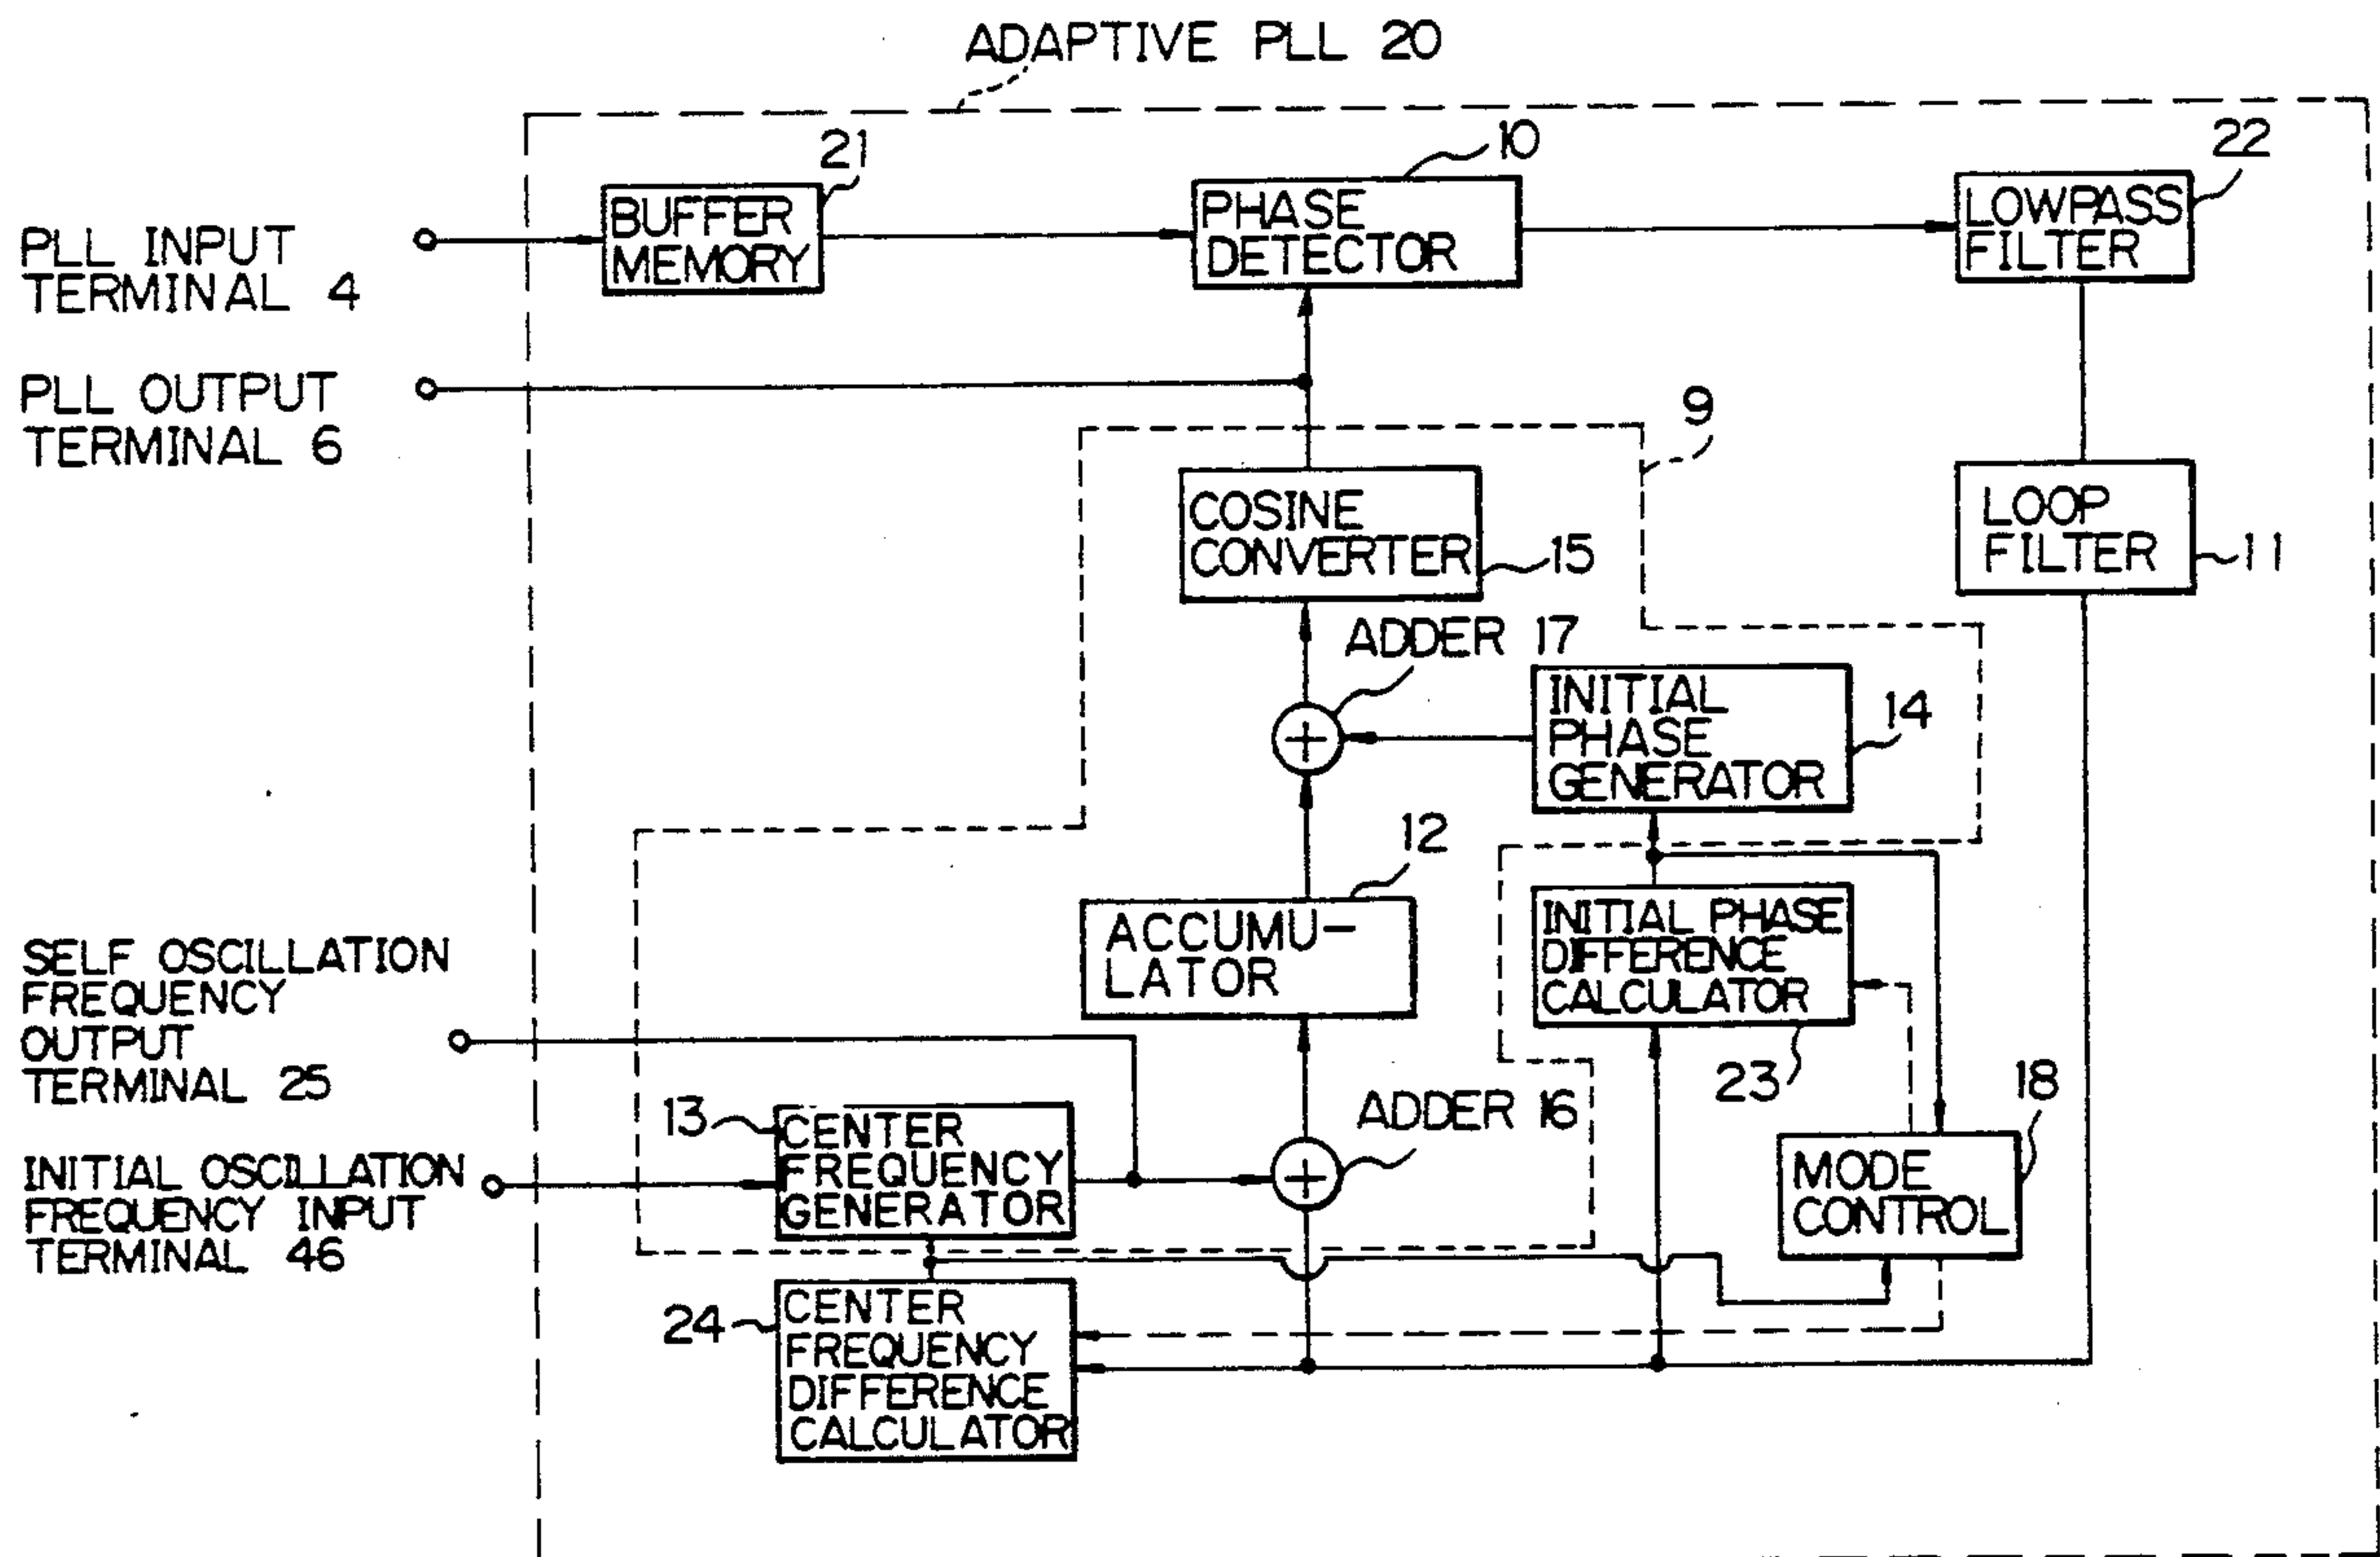 ADAPTIVE PLL 20
21
10
22
BUFFER
MEMORY
PHASE
DETECTOR
LOWPASS
FILTER
PLL INPUT
TERMINAL 4
PLL OUTPUT
TERMINAL 6
9
COSINE
CONVERTER
15
LOOP
FILTER
11
ADDER 17
INITIAL
PHASE
GENERATOR
14
12
ACCUMU-
LATOR
INITIAL PHASE
DIFFERENCE
CALCULATOR
23
SELF OSCILLATION
FREQUENCY
OUTPUT
TERMINAL 25
18
MODE
CONTROL
13
CENTER
FREQUENCY
GENERATOR
ADDER 16
INITIAL OSCILLATION
FREQUENCY INPUT
TERMINAL 46
24
CENTER
FREQUENCY
DIFFERENCE
CALCULATOR